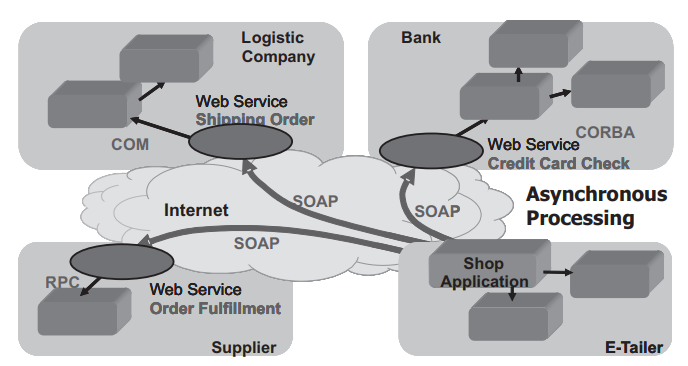 Logistic
Company
Bank
Web Service
Shipping Order
COM
CORBA
Web Service
Credit Card Check
Asynchronous
Processing
SOAP
SOAP
Internet
SOAP
RPC
Web Service
Order Fulfillment
Shop
Application
Supplier
E-Tailer